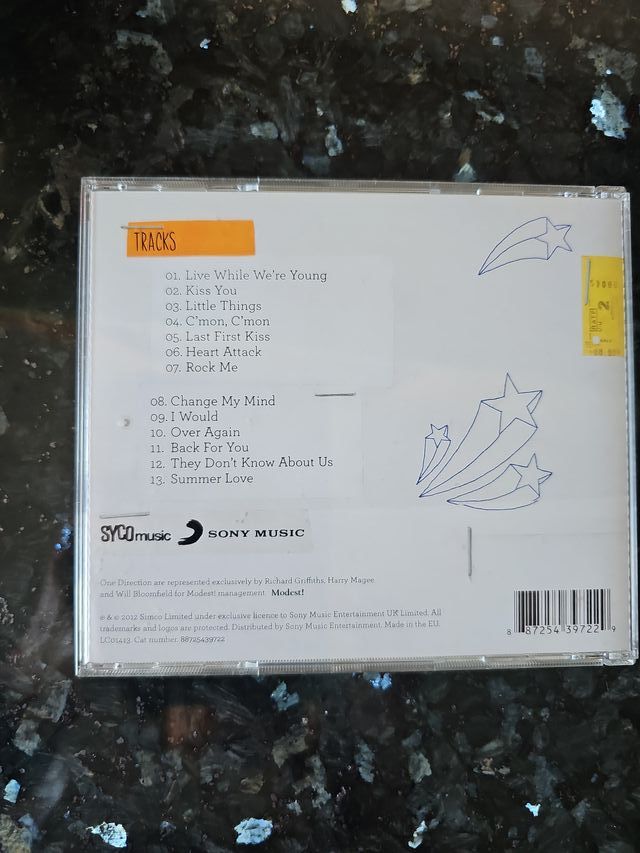 TRACKS
01. Live While We're Young
02. Kiss You
03. Little Things
04. C'mon, C'mon
05. Last First Kiss
06. Heart Attack
07. Rock Me
08. Change My Mind
09. I Would
10. Over Again
11. Back For You
12. They Don't Know About Us
13. Summer Love
SYCOmusic SONY MUSIC
One Direction are represented exclusively by Richard Griffiths, Harry Magee
and Will Bloomfield for Modest! management. Modest!
℗ & © 2012 Simco Limited under exclusive licence to Sony Music Entertainment UK Limited. All
trademarks and logos are protected. Distributed by Sony Music Entertainment. Made in the EU.
LC01413. Cat number. 88725439722
8 87254 39722 9